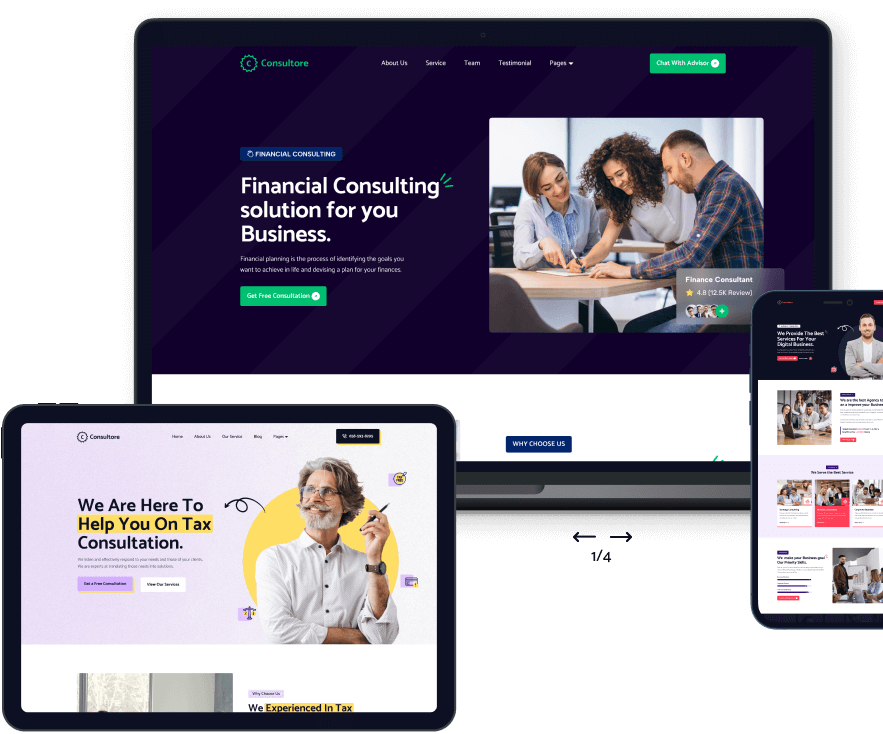 Consultore
About Us Service Team Testimonial Pages
Chat With Advisor
FINANCIAL CONSULTING
Financial Consulting
solution for you
Business.
Financial planning is the process of identifying the goals you
want to achieve in life and devising a plan for your finances.
Get Free Consultation
Finance Consultant
4.8 (12.5K Review)
WHY CHOOSE US
1/4
Consultore
Home About Us Our Service Blog Pages
We Are Here To
Help You On Tax
Consultation.
We listen and effectively respond to your needs and those of your clients.
We are experts at translating those needs into solutions.
Get a Free Consultation
View Our Services
Why Choose Us
We Experienced In Tax
We Provide The Best
Services For Your
Digital Business.
We are the Best Agency to
We Serve the Best Service
We make your Business goal
Our Priority Skills.